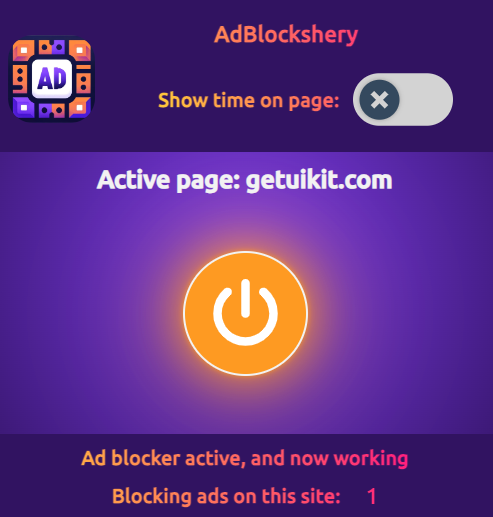 AdBlockshery
AD
Show time on page:
Active page: getuikit.com
Ad blocker active, and now working
Blocking ads on this site: 1